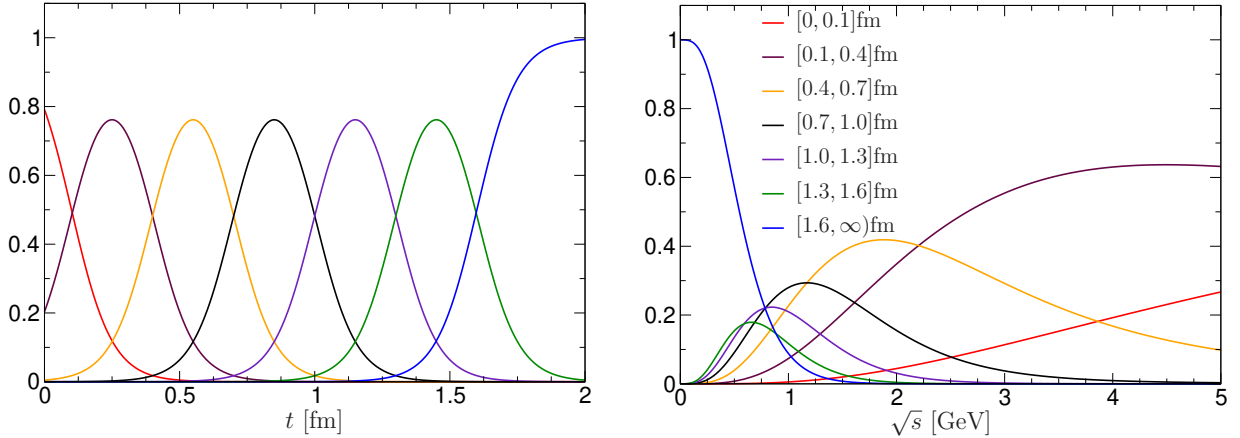 1
0.8
0.6
0.4
0.2
0
0 0.5 1 1.5 2
t [fm]
1
0.8
0.6
0.4
0.2
0
0 1 2 3 4 5
√s [GeV]
[0, 0.1]fm
[0.1, 0.4]fm
[0.4, 0.7]fm
[0.7, 1.0]fm
[1.0, 1.3]fm
[1.3, 1.6]fm
[1.6, ∞)fm